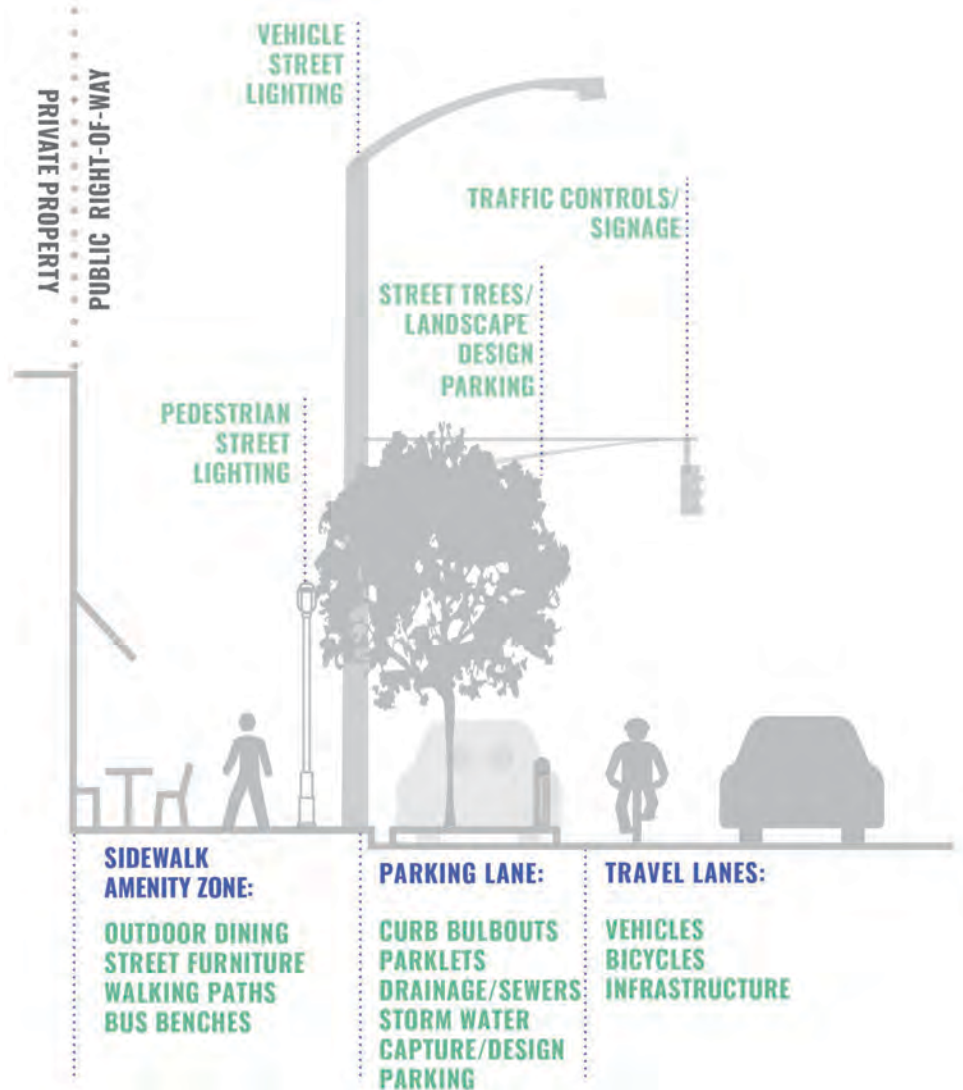 PRIVATE PROPERTY
PUBLIC RIGHT-OF-WAY
VEHICLE
STREET
LIGHTING
TRAFFIC CONTROLS/
SIGNAGE
STREET TREES/
LANDSCAPE
DESIGN
PARKING
PEDESTRIAN
STREET
LIGHTING
SIDEWALK
AMENITY ZONE:
OUTDOOR DINING
STREET FURNITURE
WALKING PATHS
BUS BENCHES
PARKING LANE:
CURB BULBOUTS
PARKLETS
DRAINAGE/SEWERS
STORM WATER
CAPTURE/DESIGN
PARKING
TRAVEL LANES:
VEHICLES
BICYCLES
INFRASTRUCTURE